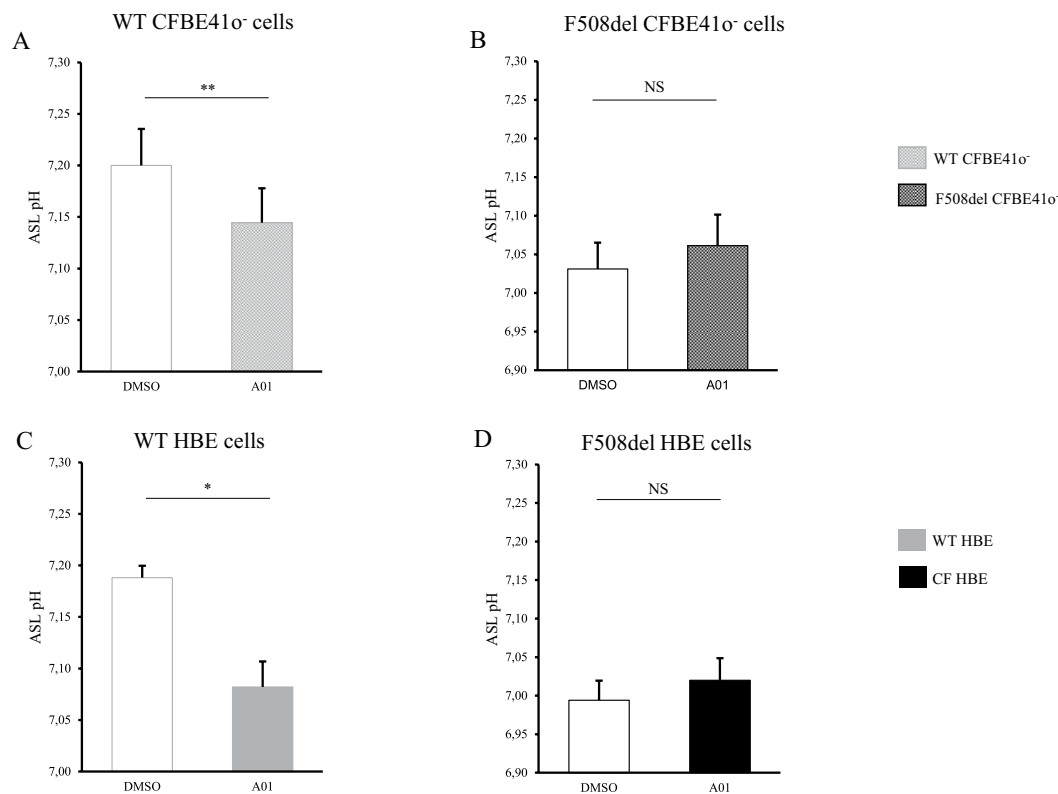 A
WT CFBE41o⁻ cells
7,30
7,25
7,20
7,15
7,10
7,05
7,00
ASL pH
**
DMSO
A01
B
F508del CFBE41o⁻ cells
7,30
7,25
7,20
7,15
7,10
7,05
7,00
6,95
6,90
ASL pH
NS
DMSO
A01
WT CFBE41o⁻
F508del CFBE41o⁻
C
WT HBE cells
7,30
7,25
7,20
7,15
7,10
7,05
7,00
ASL pH
*
DMSO
A01
D
F508del HBE cells
7,30
7,25
7,20
7,15
7,10
7,05
7,00
6,95
6,90
ASL pH
NS
DMSO
A01
WT HBE
CF HBE